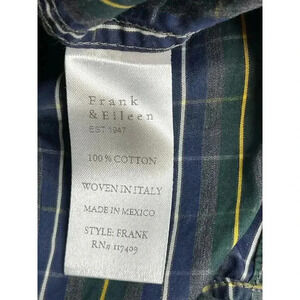 Frank
& Eileen
EST 1947
100% COTTON
WOVEN IN ITALY
MADE IN MEXICO
STYLE: FRANK
RN# 117409